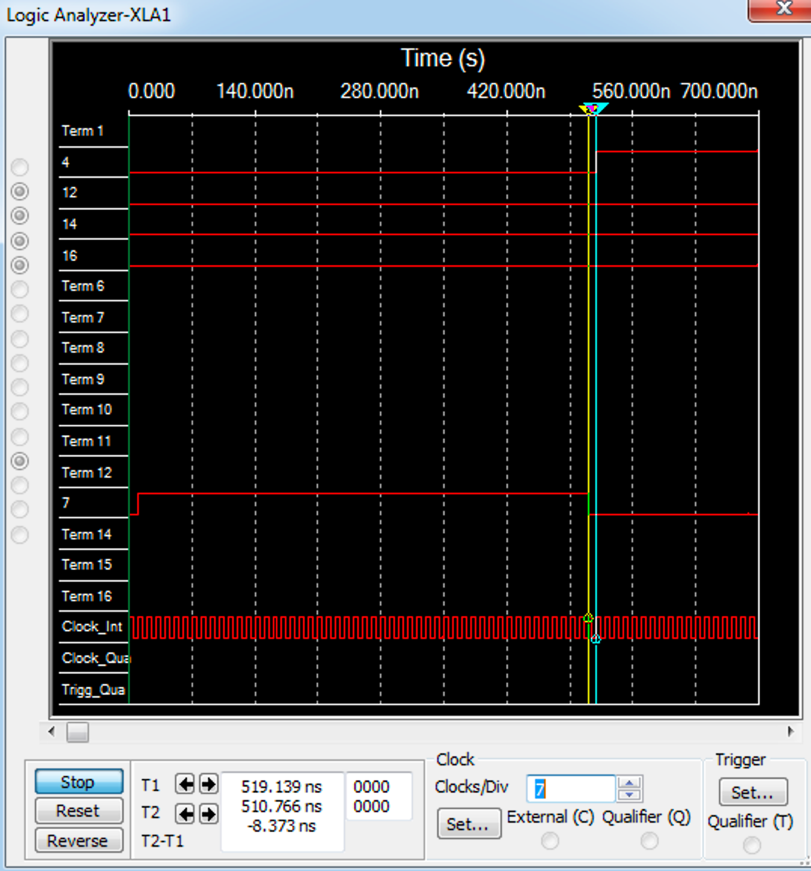 Logic Analyzer-XLA1
Time (s)
0.000 140.000n 280.000n 420.000n 560.000n 700.000n
Term 1
4
12
14
16
Term 6
Term 7
Term 8
Term 9
Term 10
Term 11
Term 12
7
Term 14
Term 15
Term 16
Clock_Int
Clock_Qua
Trigg_Qua
Stop
Reset
Reverse
T1 519.139 ns 0000
T2 510.766 ns 0000
T2-T1 -8.373 ns
Clock
Clocks/Div 7
Set... External (C) Qualifier (Q)
Trigger
Set...
Qualifier (T)